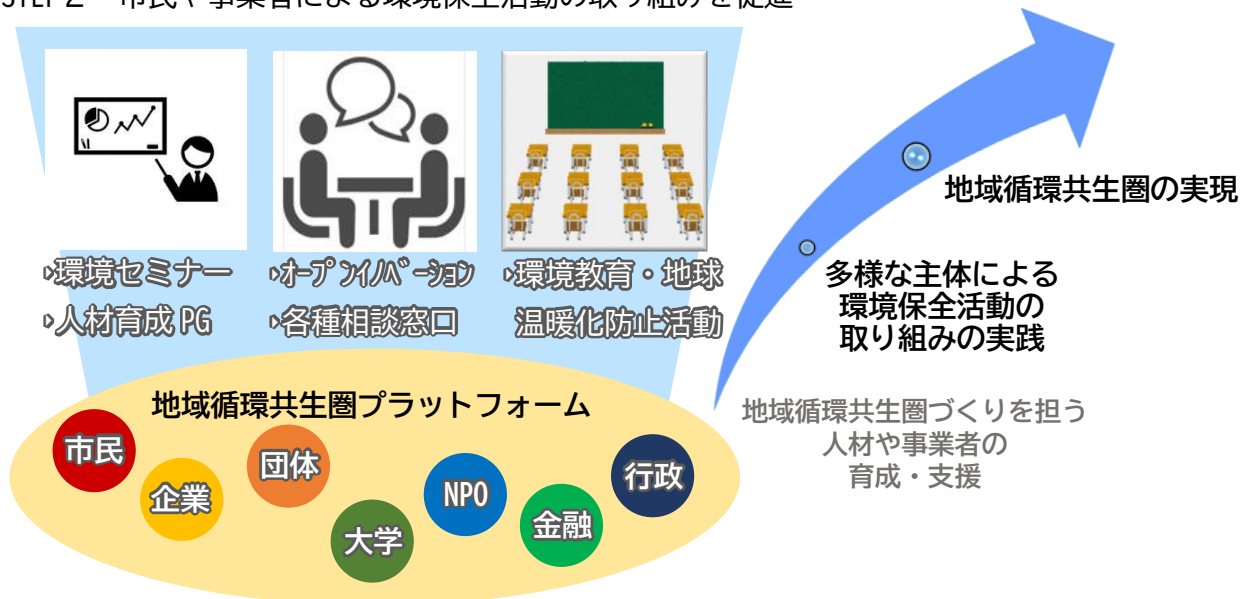 STEP 2 市民や事業者による環境保全活動の取り組みを促進
›環境セミナー
›人材育成 PG
›オープンイノベーション
›各種相談窓口
›環境教育・地球
温暖化防止活動
地域循環共生圏プラットフォーム
市民
企業
団体
大学
NPO
金融
行政
地域循環共生圏の実現
多様な主体による
環境保全活動の
取り組みの実践
地域循環共生圏づくりを担う
人材や事業者の
育成・支援